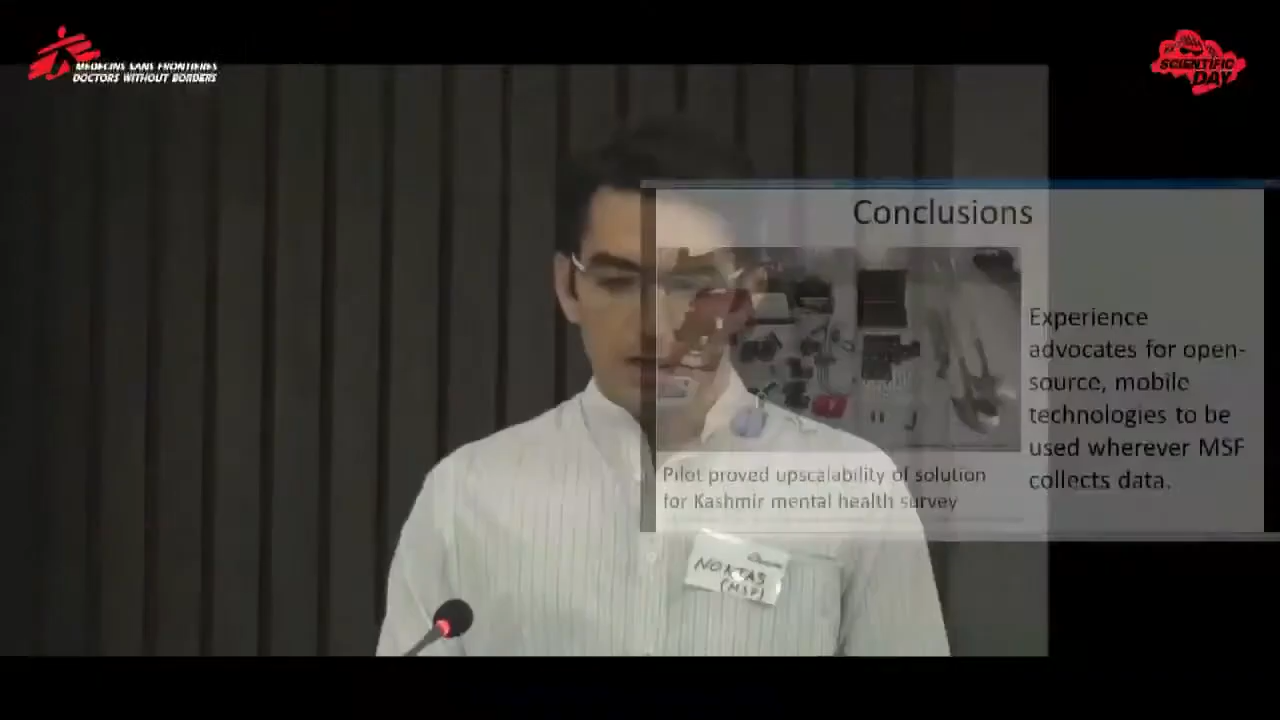 MEDECINS SANS FRONTIERES
DOCTORS WITHOUT BORDERS
SCIENTIFIC
DAY
Conclusions
Experience
advocates for open-
source, mobile
technologies to be
used wherever MSF
collects data.
Pilot proved upscalability of solution
for Kashmir mental health survey
(MSF)